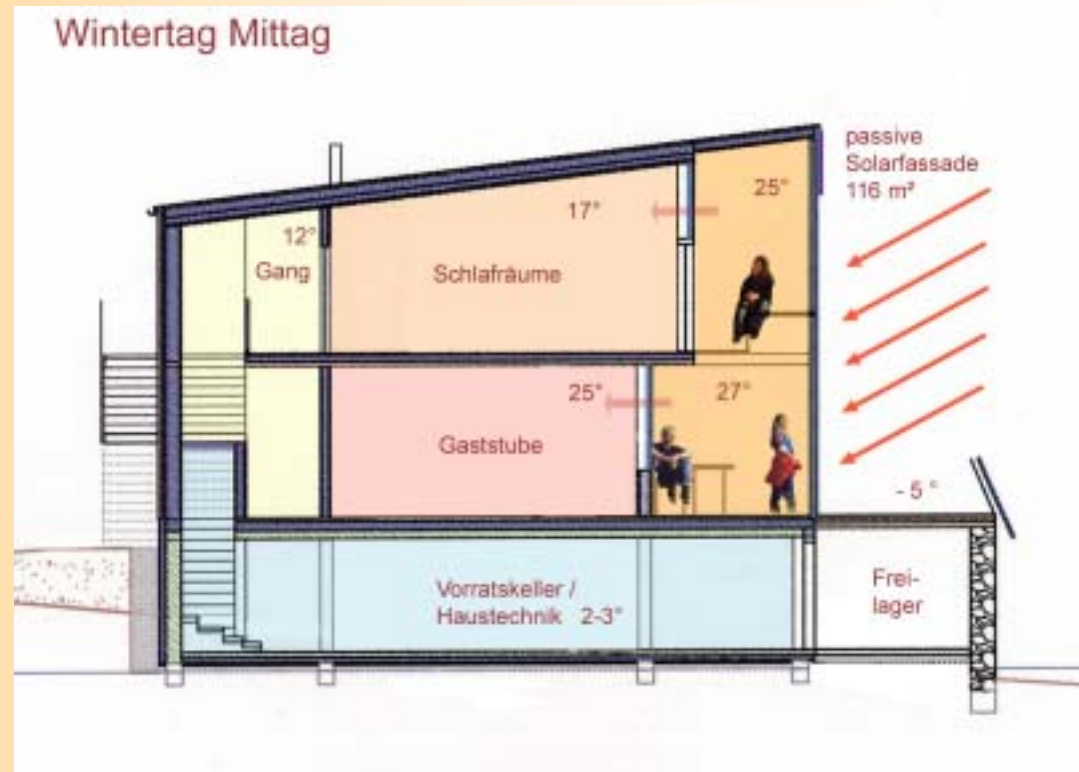 Wintertag Mittag
passive
Solarfassade
116 m²
25°
17°
12°
Gang
Schlafräume
25°
27°
Gaststube
- 5 °
Vorratskeller /
Haustechnik 2-3°
Frei-
lager